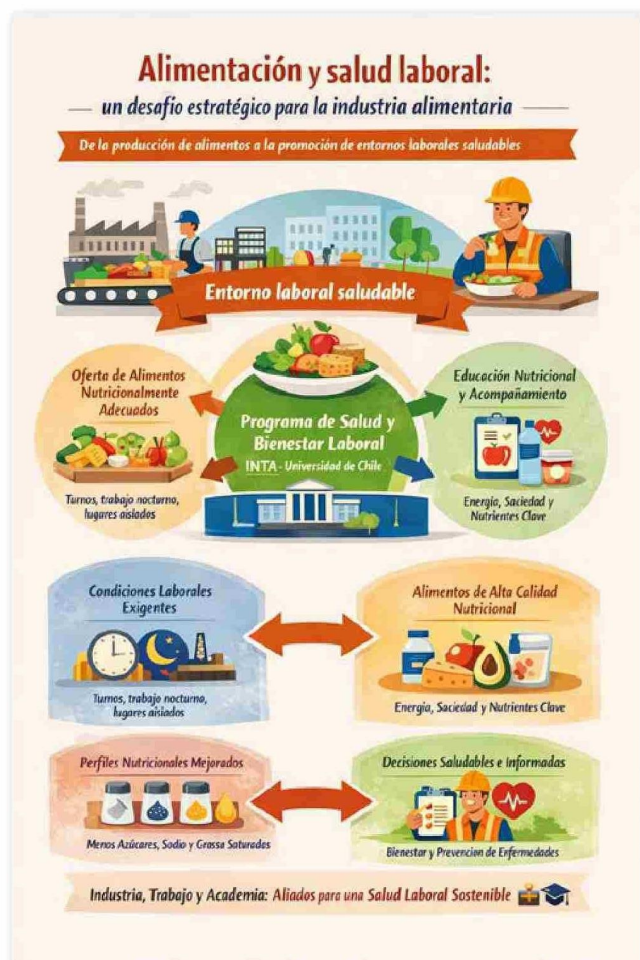 Alimentación y salud laboral:
un desafío estratégico para la industria alimentaria
De la producción de alimentos a la promoción de entornos laborales saludables
Entorno laboral saludable
Oferta de Alimentos
Nutricionalmente
Adecuados
Turnos, trabajo nocturno,
lugares aislados
Programa de Salud y
Bienestar Laboral
INTA - Universidad de Chile
Educación Nutricional
y Acompañamiento
Energía, Saciedad y
Nutrientes Clave
Condiciones Laborales
Exigentes
Turnos, trabajo nocturno,
lugares aislados
Alimentos de Alta Calidad
Nutricional
Energía, Saciedad y Nutrientes Clave
Perfiles Nutricionales Mejorados
Menos Azúcares, Sodio y Grassa Saturadas
Decisiones Saludables e Informadas
Bienestar y Prevencion de Enfermedades
Industria, Trabajo y Academia: Aliados para una Salud Laboral Sostenible